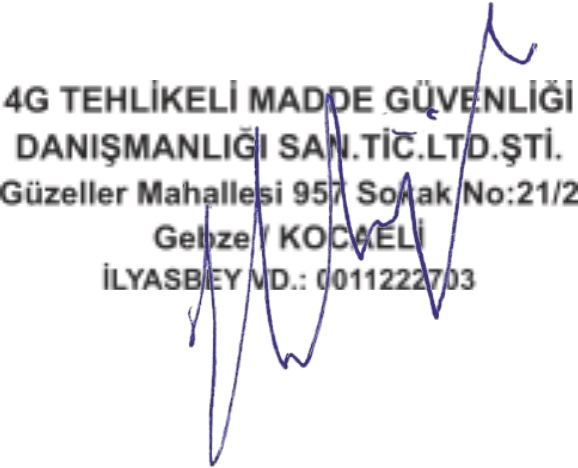 4G TEHLİKELİ MADDE GÜVENLİĞİ
DANIŞMANLIĞI SAN.TİC.LTD.ŞTİ.
Güzeller Mahallesi 957 Sokak No:21/2
Gebze / KOCAELİ
İLYASBEY VD.: 0011222703